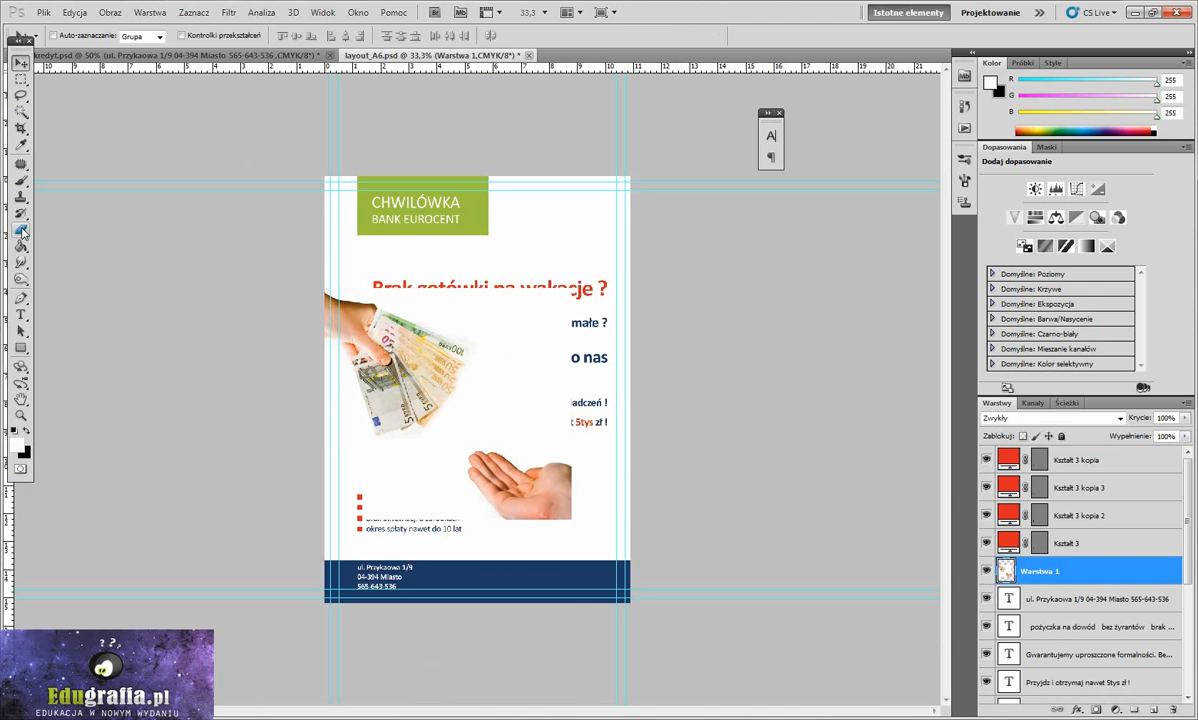 Plik Edycja Obraz Warstwa Zaznacz Filtr Analiza 3D Widok Okno Pomoc Br Mb 33,3 Istotne elementy Projektowanie CS Live
Auto-zaznaczanie: Grupa Kontrolki przekształceń
kredyt.psd @ 50% (ul. Przykaowa 1/9 04-394 Miasto 565-643-536, CMYK/8*) * layout_A6.psd @ 33,3% (Warstwa 1, CMYK/8*) *
CHWILÓWKA
BANK EUROCENT
Brak gotówki na wakacje ?
małe ?
o nas
iadczeń !
t 5tys zł !
okres spłaty nawet do 10 lat
ul. Przykaowa 1/9
04-394 Miasto
565-643-536
Kolor Próbki Style
R 255
G 255
B 255
Dopasowania Maski
Dodaj dopasowanie
Domyślne: Poziomy
Domyślne: Krzywe
Domyślne: Ekspozycja
Domyślne: Barwa/Nasycenie
Domyślne: Czarno-biały
Domyślne: Mieszanie kanałów
Domyślne: Kolor selektywny
Warstwy Kanały Ścieżki
Zwykły Krycie: 100%
Zablokuj: Wypełnienie: 100%
Kształt 3 kopia
Kształt 3 kopia 3
Kształt 3 kopia 2
Kształt 3
Warstwa 1
T ul. Przykaowa 1/9 04-394 Miasto 565-643-536
T pożyczka na dowód bez żyrantów brak ...
T Gwarantujemy uproszczone formalności. Be...
T Przyjdz i otrzymaj nawet 5tys zł !
? ?
Edugrafia.pl
EDUKACJA W NOWYM WYDANIU